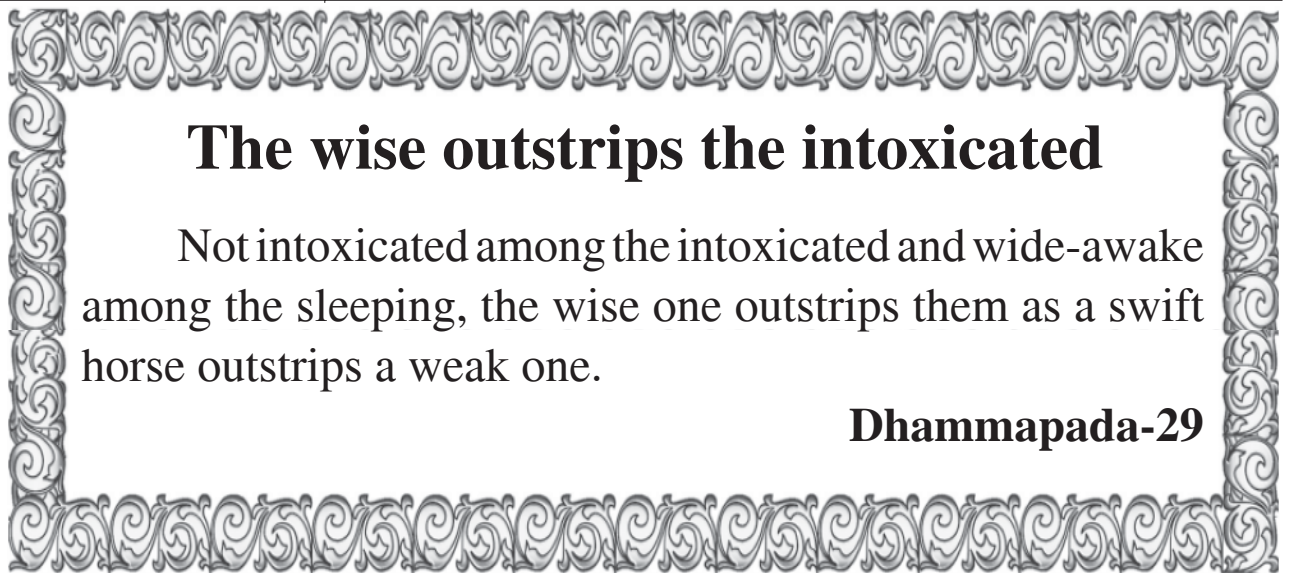 The wise outstrips the intoxicated
Not intoxicated among the intoxicated and wide-awake
among the sleeping, the wise one outstrips them as a swift
horse outstrips a weak one.
Dhammapada-29